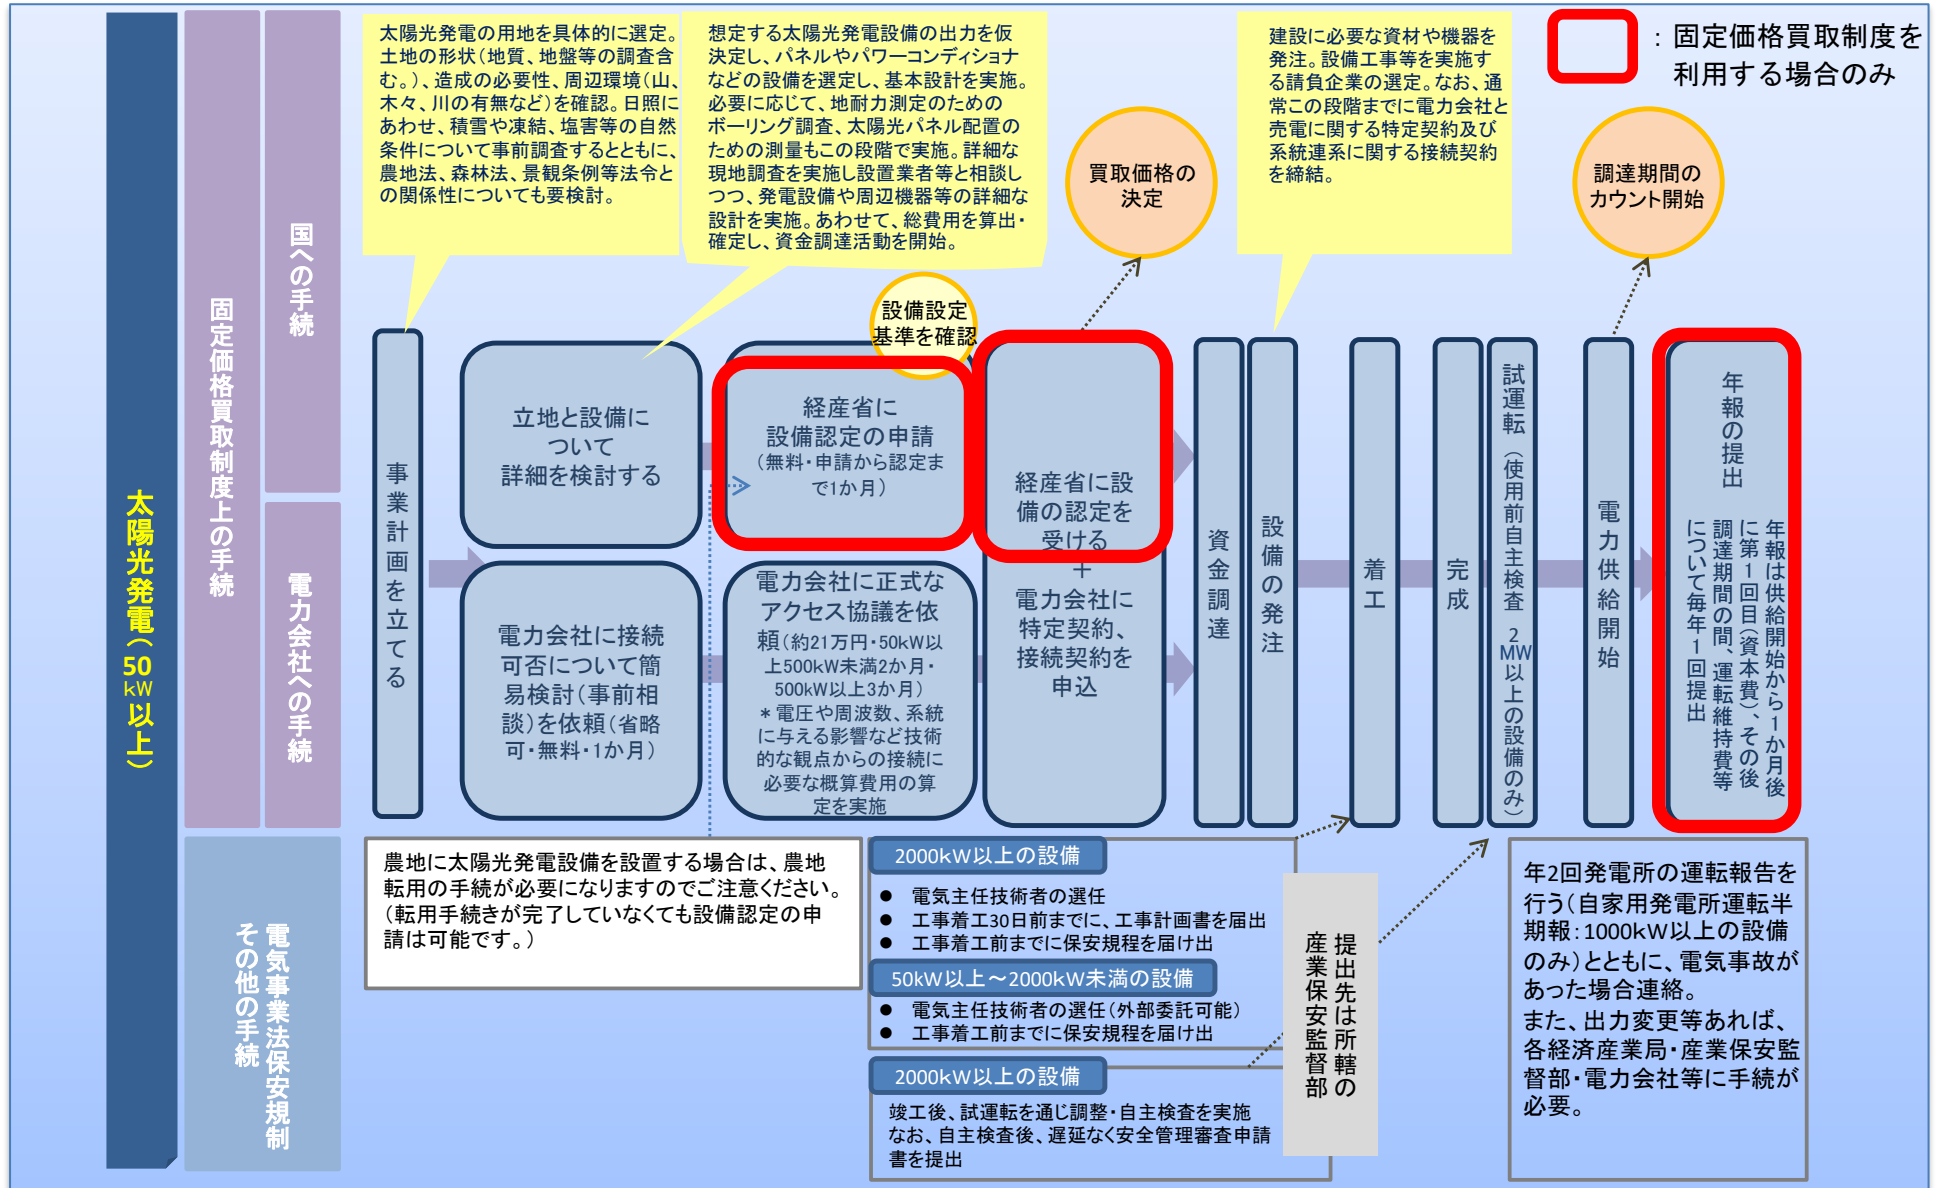 太陽光発電の用地を具体的に選定。
土地の形状(地質、地盤等の調査含
む。)、造成の必要性、周辺環境(山、
木々、川の有無など)を確認。日照に
あわせ、積雪や凍結、塩害等の自然
条件について事前調査するとともに、
農地法、森林法、景観条例等法令と
の関係性についても要検討。
想定する太陽光発電設備の出力を仮
決定し、パネルやパワーコンディショナ
などの設備を選定し、基本設計を実施。
必要に応じて、地耐力測定のための
ボーリング調査、太陽光パネル配置の
ための測量もこの段階で実施。詳細な
現地調査を実施し設置業者等と相談し
つつ、発電設備や周辺機器等の詳細な
設計を実施。あわせて、総費用を算出・
確定し、資金調達活動を開始。
買取価格の
決定
建設に必要な資材や機器を
発注。設備工事等を実施す
る請負企業の選定。なお、通
常この段階までに電力会社と
売電に関する特定契約及び
系統連系に関する接続契約
を締結。
調達期間の
カウント開始
:固定価格買取制度を
利用する場合のみ
太陽光発電(50kW以上)
固定価格買取制度上の手続
国への手続
電力会社への手続
電気事業法保安規制
その他の手続
設備設定
基準を確認
事業計画を立てる
立地と設備に
ついて
詳細を検討する
経産省に
設備認定の申請
(無料・申請から認定ま
で1か月)
電力会社に接続
可否について簡
易検討(事前相
談)を依頼(省略
可・無料・1か月)
電力会社に正式な
アクセス協議を依
頼(約21万円・50kW以
上500kW未満2か月・
500kW以上3か月)
*電圧や周波数、系統
に与える影響など技術
的な観点からの接続に
必要な概算費用の算
定を実施
経産省に設
備の認定を
受ける
+
電力会社に
特定契約、
接続契約を
申込
資金調達
設備の発注
着工
完成
試運転(使用前自主検査 2MW以上の設備のみ)
電力供給開始
年報の提出
年報は供給開始から1か月後
に第1回目(資本費)、その後
調達期間の間、運転維持費等
について毎年1回提出
農地に太陽光発電設備を設置する場合は、農地
転用の手続が必要になりますのでご注意ください。
(転用手続きが完了していなくても設備認定の申
請は可能です。)
2000kW以上の設備
● 電気主任技術者の選任
● 工事着工30日前までに、工事計画書を届出
● 工事着工前までに保安規程を届け出
50kW以上～2000kW未満の設備
● 電気主任技術者の選任(外部委託可能)
● 工事着工前までに保安規程を届け出
2000kW以上の設備
竣工後、試運転を通じ調整・自主検査を実施
なお、自主検査後、遅延なく安全管理審査申請
書を提出
提出先は所轄の
産業保安監督部
年2回発電所の運転報告を
行う(自家用発電所運転半
期報:1000kW以上の設備
のみ)とともに、電気事故が
あった場合連絡。
また、出力変更等あれば、
各経済産業局・産業保安監
督部・電力会社等に手続が
必要。